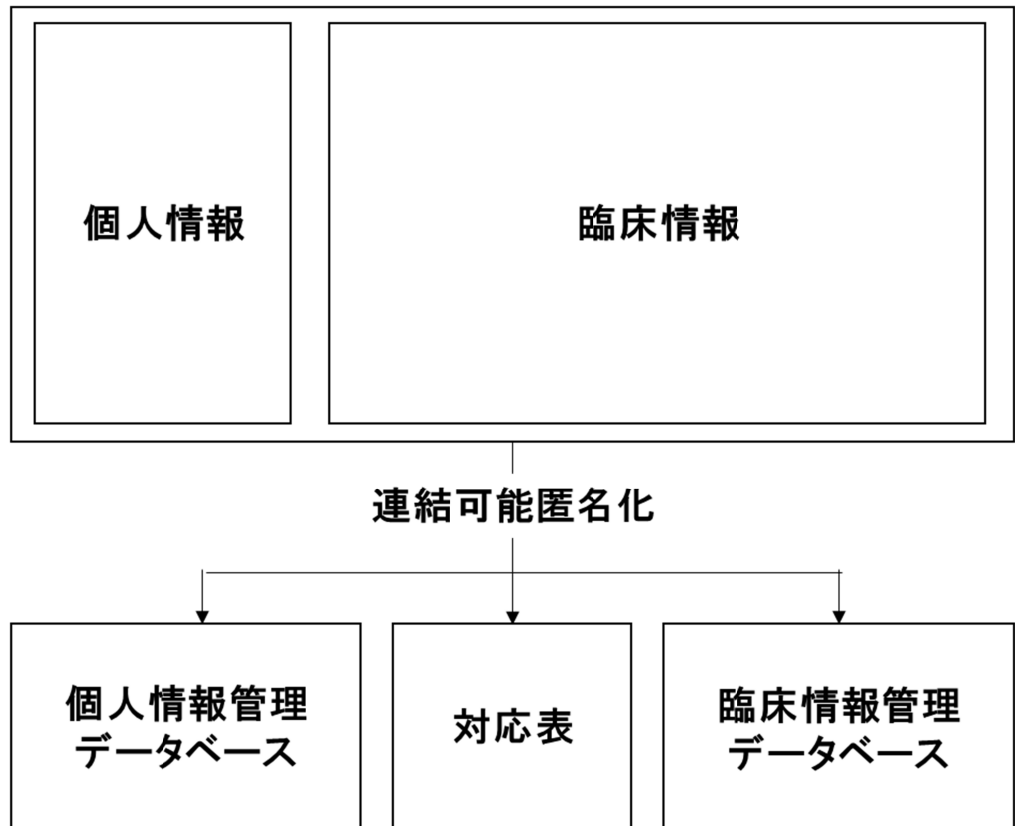 個人情報
臨床情報
連結可能匿名化
個人情報管理
データベース
対応表
臨床情報管理
データベース